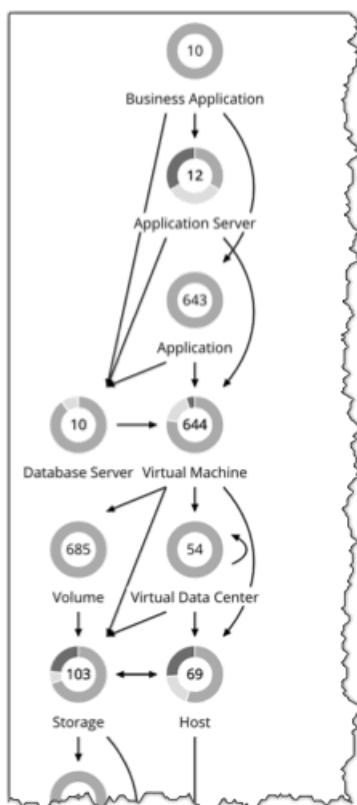 10
Business Application
12
Application Server
643
Application
10 644
Database Server Virtual Machine
685 54
Volume Virtual Data Center
103 69
Storage Host